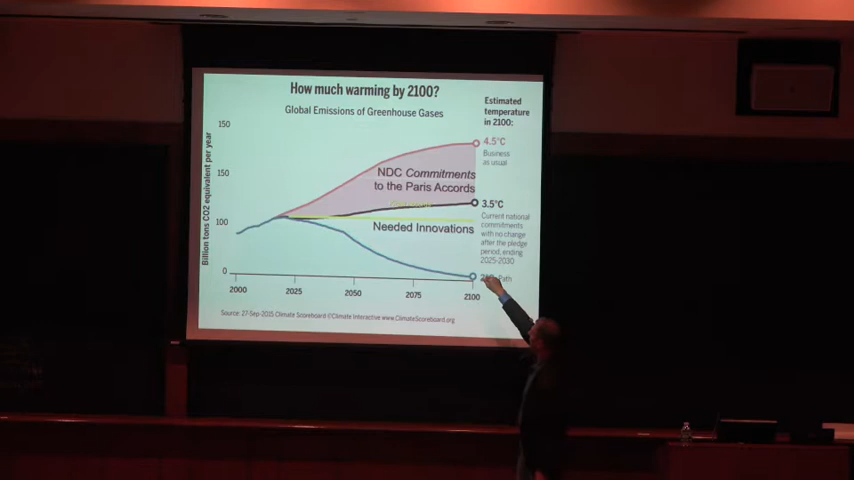 How much warming by 2100?
Global Emissions of Greenhouse Gases
Estimated
temperature
in 2100:
Billion tons CO2 equivalent per year
150
150
100
0
4.5°C
Business
as usual
NDC Commitments
to the Paris Accords
3.5°C
Current national
commitments
with no change
after the pledge
period, ending
2025-2030
Needed Innovations
Path
2000
2025
2050
2075
2100
Source: 27-Sep-2015 Climate Scoreboard ©Climate Interactive www.ClimateScoreboard.org